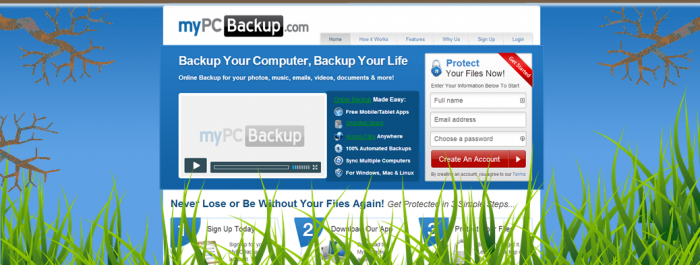 myPCBackup.com
Home How it Works Features Why Us Sign Up Login
Backup Your Computer, Backup Your Life
Online Backup for your photos, music, emails, videos, documents & more!
myPCBackup
Online Backup Made Easy:
Free Mobile/Tablet Apps
Anywhere
100% Automated Backups
Sync Multiple Computers
For Windows, Mac & Linux
Get Started
Protect
Your Files Now!
Enter Your Information Below To Start
Full name
Email address
Choose a password
Create An Account
By creating an account, you agree to our Terms
Never Lose or Be Without Your Files Again! Get Protected in 3 Simple Steps...
1 Sign Up Today
2 Download Our App
3 Protect Your Files